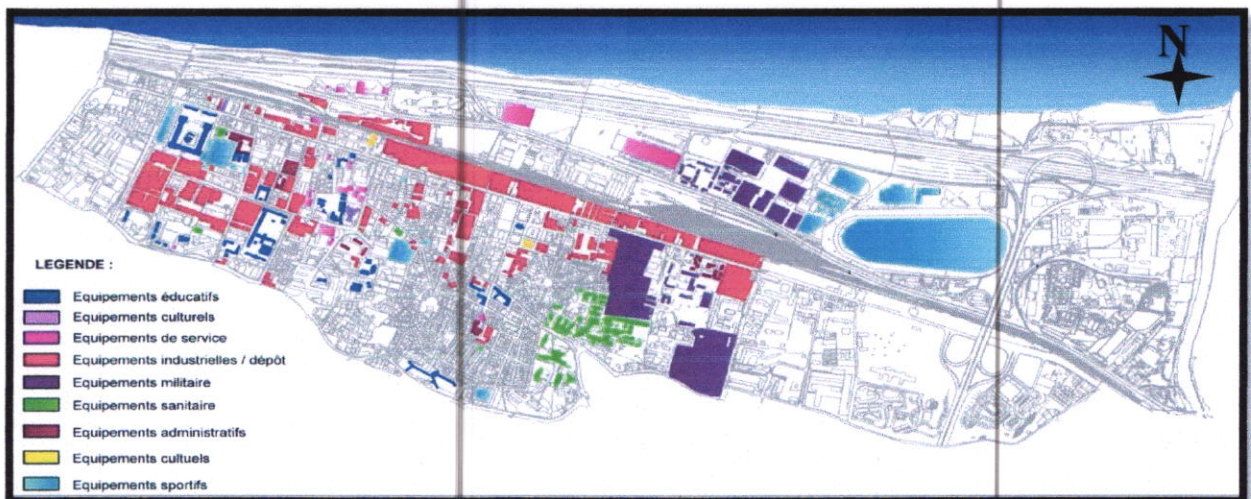 N
LEGENDE :
Equipements éducatifs
Equipements culturels
Equipements de service
Equipements industrielles / dépôt
Equipements militaire
Equipements sanitaire
Equipements administratifs
Equipements cultuels
Equipements sportifs